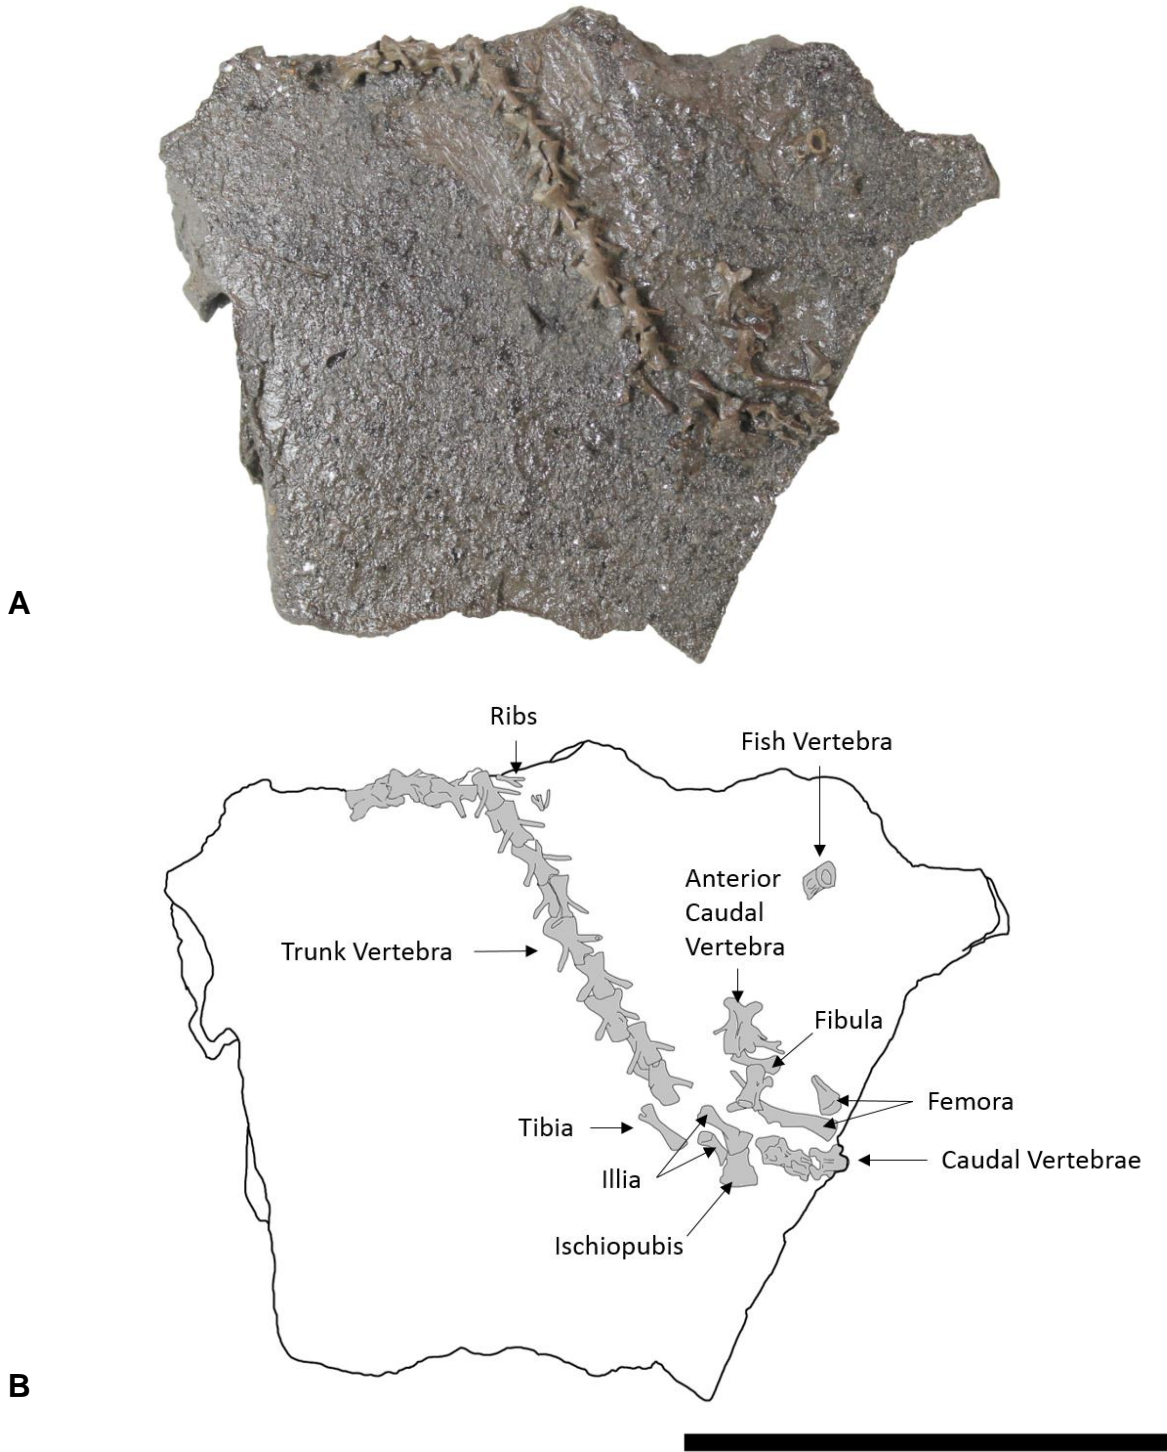 A
Ribs
Fish Vertebra
Anterior
Caudal
Vertebra
Trunk Vertebra
Fibula
Femora
Tibia
Caudal Vertebrae
Illia
Ischiopubis
B